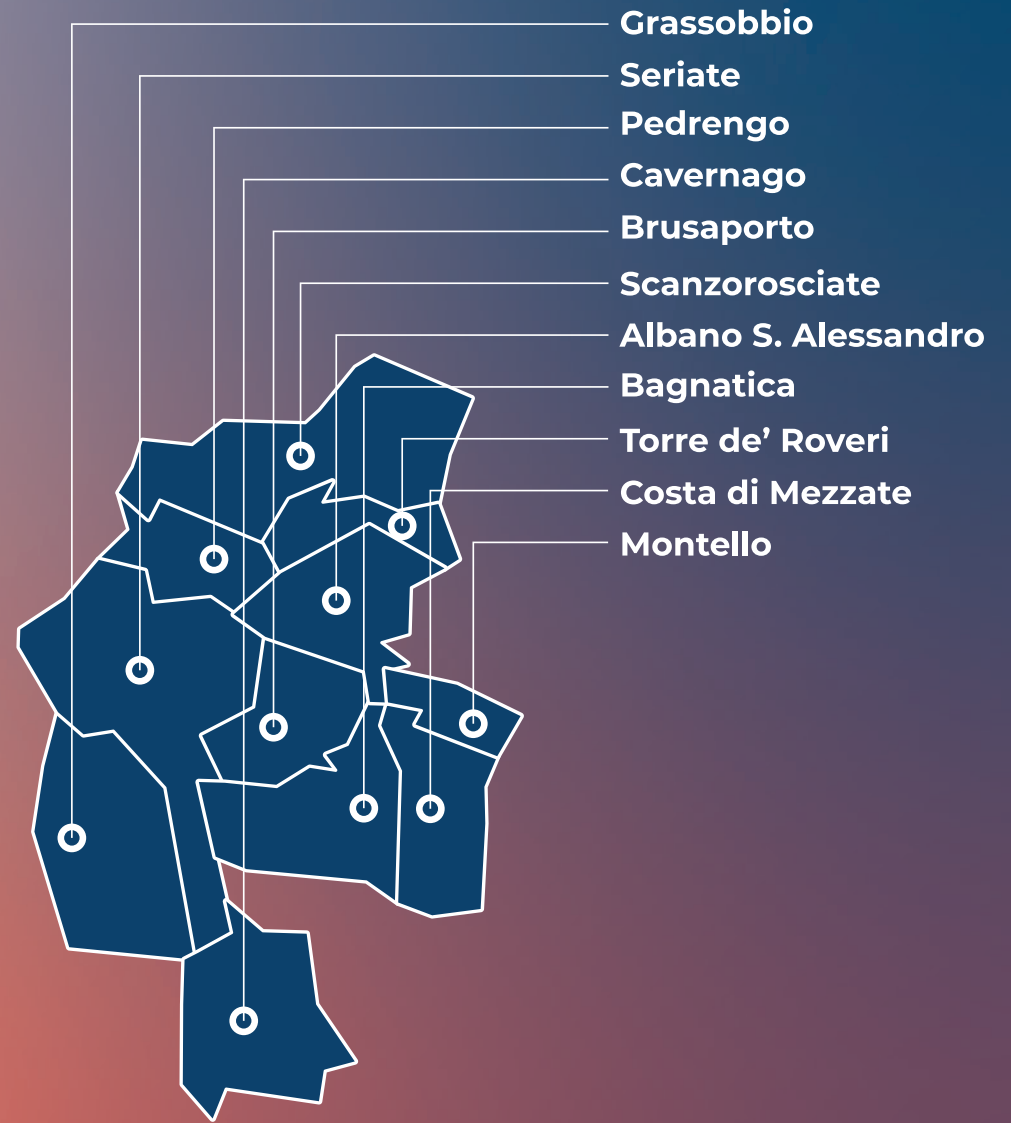 Grassobbio
Seriate
Pedrengo
Cavernago
Brusaporto
Scanzorosciate
Albano S. Alessandro
Bagnatica
Torre de’ Roveri
Costa di Mezzate
Montello